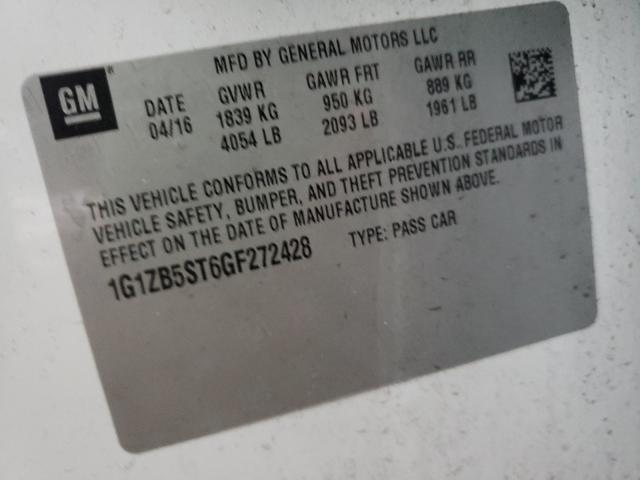 MFD BY GENERAL MOTORS LLC
GM
DATE GVWR GAWR FRT GAWR RR
04/16 1839 KG 950 KG 889 KG
4054 LB 2093 LB 1961 LB
THIS VEHICLE CONFORMS TO ALL APPLICABLE U.S. FEDERAL MOTOR
VEHICLE SAFETY, BUMPER, AND THEFT PREVENTION STANDARDS IN
EFFECT ON THE DATE OF MANUFACTURE SHOWN ABOVE.
1G1ZB5ST6GF272428 TYPE: PASS CAR